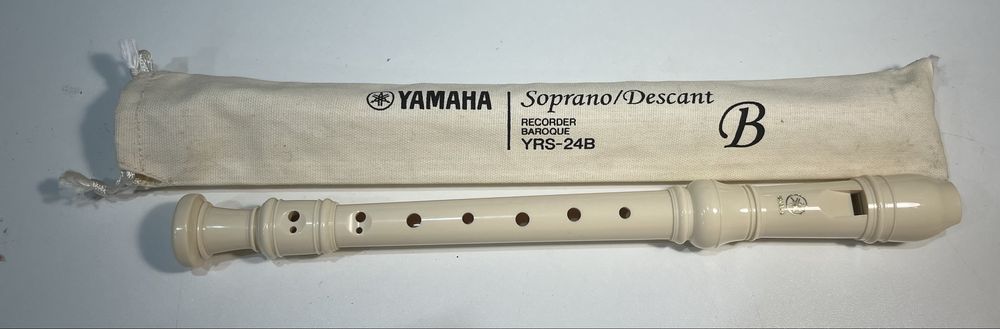 YAMAHA
Soprano/Descant
RECORDER
BAROQUE
YRS-24B
B